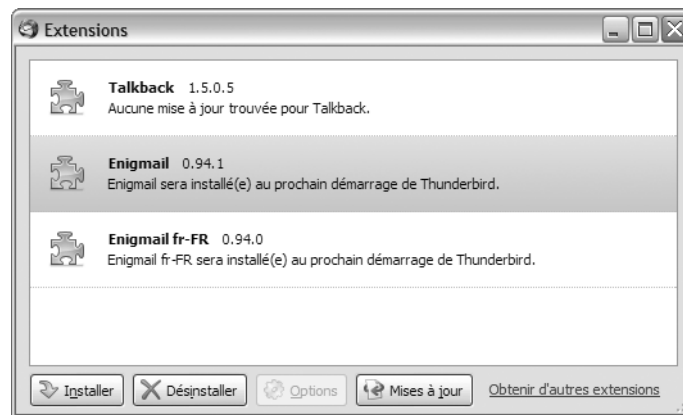 Extensions
Talkback 1.5.0.5
Aucune mise à jour trouvée pour Talkback.
Enigmail 0.94.1
Enigmail sera installé(e) au prochain démarrage de Thunderbird.
Enigmail fr-FR 0.94.0
Enigmail fr-FR sera installé(e) au prochain démarrage de Thunderbird.
Installer Désinstaller Options Mises à jour Obtenir d'autres extensions